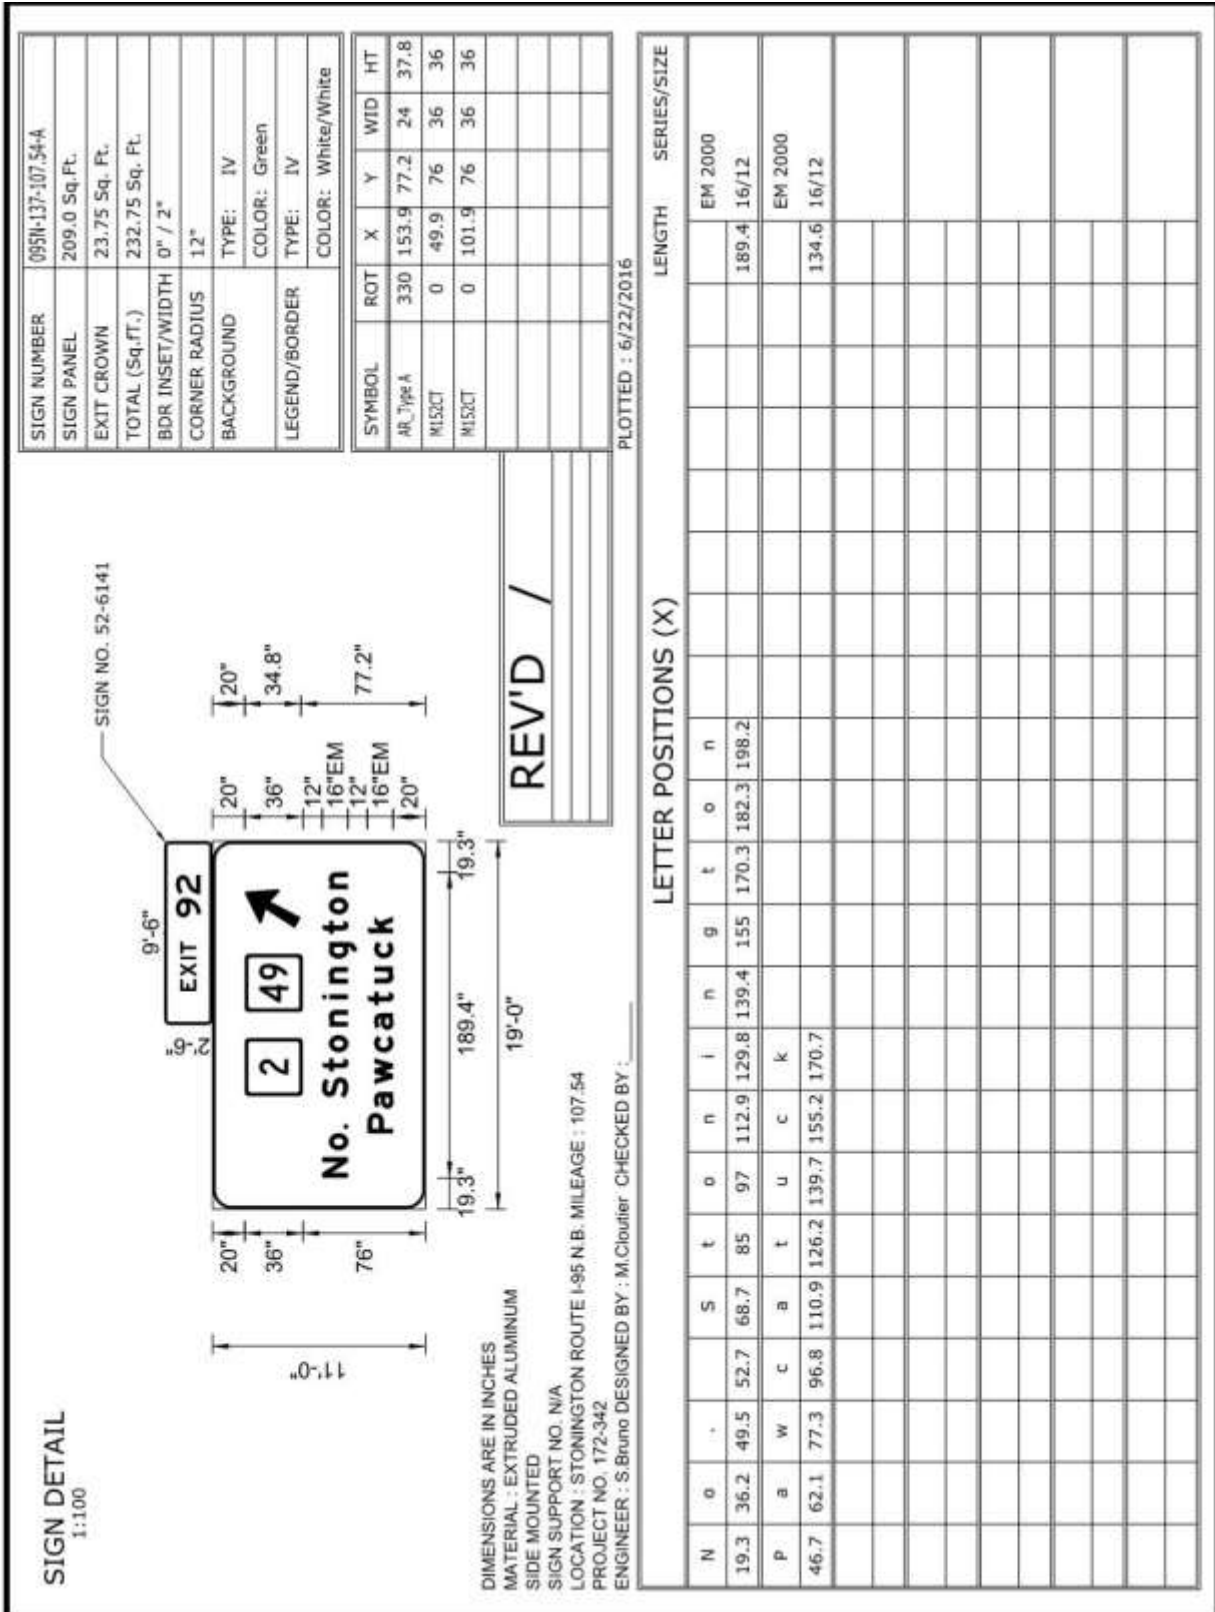 SIGN DETAIL
1:100
SIGN NO. 52-6141
9'-6"
2'-6"
EXIT 92
2 49
No. Stonington
Pawcatuck
11'-0"
20"
36"
76"
20"
36"
12"
16"EM
12"
16"EM
20"
20"
34.8"
77.2"
19.3" 189.4" 19.3"
19'-0"
SIGN NUMBER 095N-137-107.54-A
SIGN PANEL 209.0 Sq.Ft.
EXIT CROWN 23.75 Sq. Ft.
TOTAL (Sq.fT.) 232.75 Sq. Ft.
BDR INSET/WIDTH 0" / 2"
CORNER RADIUS 12"
BACKGROUND TYPE: IV
COLOR: Green
LEGEND/BORDER TYPE: IV
COLOR: White/White
SYMBOL ROT X Y WID HT
AR_Type A 330 153.9 77.2 24 37.8
M152CT 0 49.9 76 36 36
M152CT 0 101.9 76 36 36
REV'D /
DIMENSIONS ARE IN INCHES
MATERIAL : EXTRUDED ALUMINUM
SIDE MOUNTED
SIGN SUPPORT NO. N/A
LOCATION : STONINGTON ROUTE I-95 N.B. MILEAGE : 107.54
PROJECT NO. 172-342
ENGINEER : S.Bruno DESIGNED BY : M.Cloutier CHECKED BY :
PLOTTED : 6/22/2016
LETTER POSITIONS (X) LENGTH SERIES/SIZE
N o . S t o n i n g t o n EM 2000
19.3 36.2 49.5 52.7 68.7 85 97 112.9 129.8 139.4 155 170.3 182.3 198.2 189.4 16/12
P a w c a t u c k EM 2000
46.7 62.1 77.3 96.8 110.9 126.2 139.7 155.2 170.7 134.6 16/12